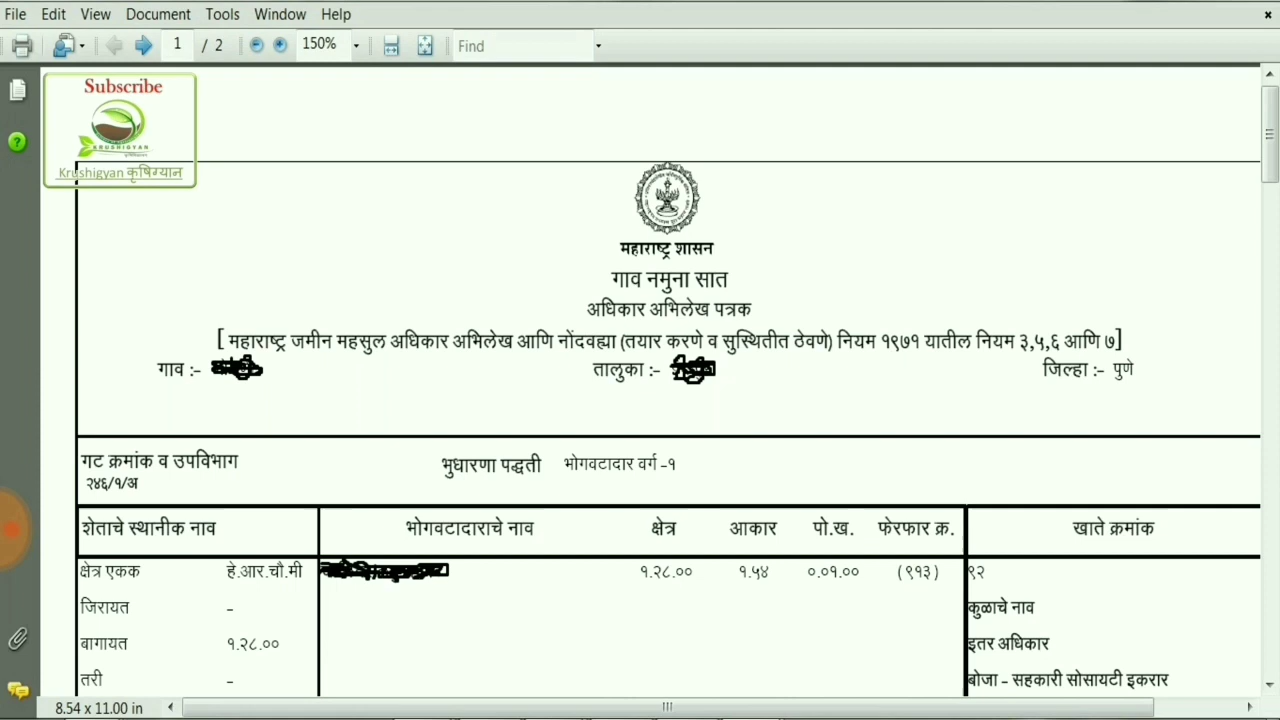 File Edit View Document Tools Window Help
1 / 2 150% Find
Subscribe
KRUSHIGYAN
Krushigyan कृषिग्यान
महाराष्ट्र शासन
गाव नमुना सात
अधिकार अभिलेख पत्रक
[ महाराष्ट्र जमीन महसुल अधिकार अभिलेख आणि नोंदवह्या (तयार करणे व सुस्थितीत ठेवणे) नियम १९७१ यातील नियम ३,५,६ आणि ७]
गाव :- तालुका :- जिल्हा :- पुणे
गट क्रमांक व उपविभाग भुधारणा पद्धती भोगवटादार वर्ग -१
२४६/१/अ
शेताचे स्थानीक नाव भोगवटादाराचे नाव क्षेत्र आकार पो.ख. फेरफार क्र. खाते क्रमांक
क्षेत्र एकक हे.आर.चौ.मी १.२८.०० १.५४ ०.०१.०० (९१३) ९२
जिरायत - कुळाचे नाव
बागायत १.२८.०० इतर अधिकार
तरी - बोजा - सहकारी सोसायटी इकरार
8.54 x 11.00 in